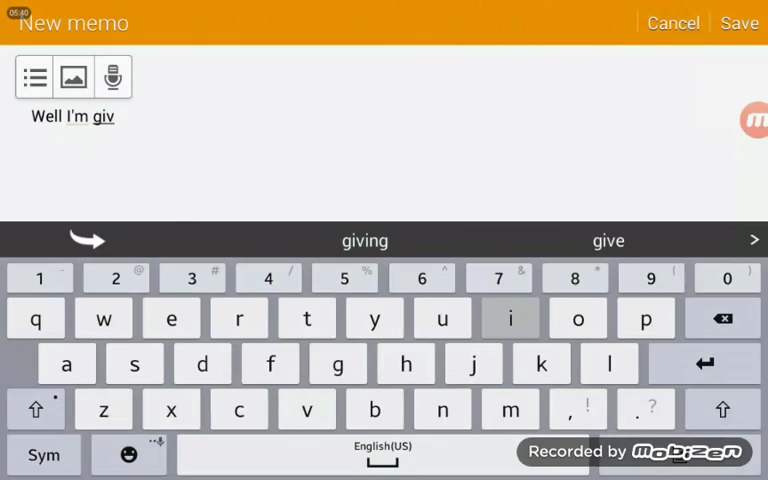 05:40
New memo
Cancel Save
Well I'm giv
m
giving give >
1 - 2 @ 3 # 4 / 5 % 6 ^ 7 & 8 * 9 ( 0 )
q w e r t y u i o p
a s d f g h j k l
z x c v b n m , ! . ?
Sym English(US)
Recorded by mobizen